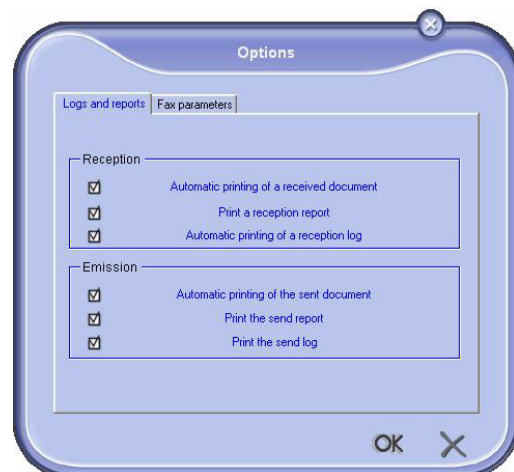 Options
Logs and reports Fax parameters
Reception
Automatic printing of a received document
Print a reception report
Automatic printing of a reception log
Emission
Automatic printing of the sent document
Print the send report
Print the send log
OK